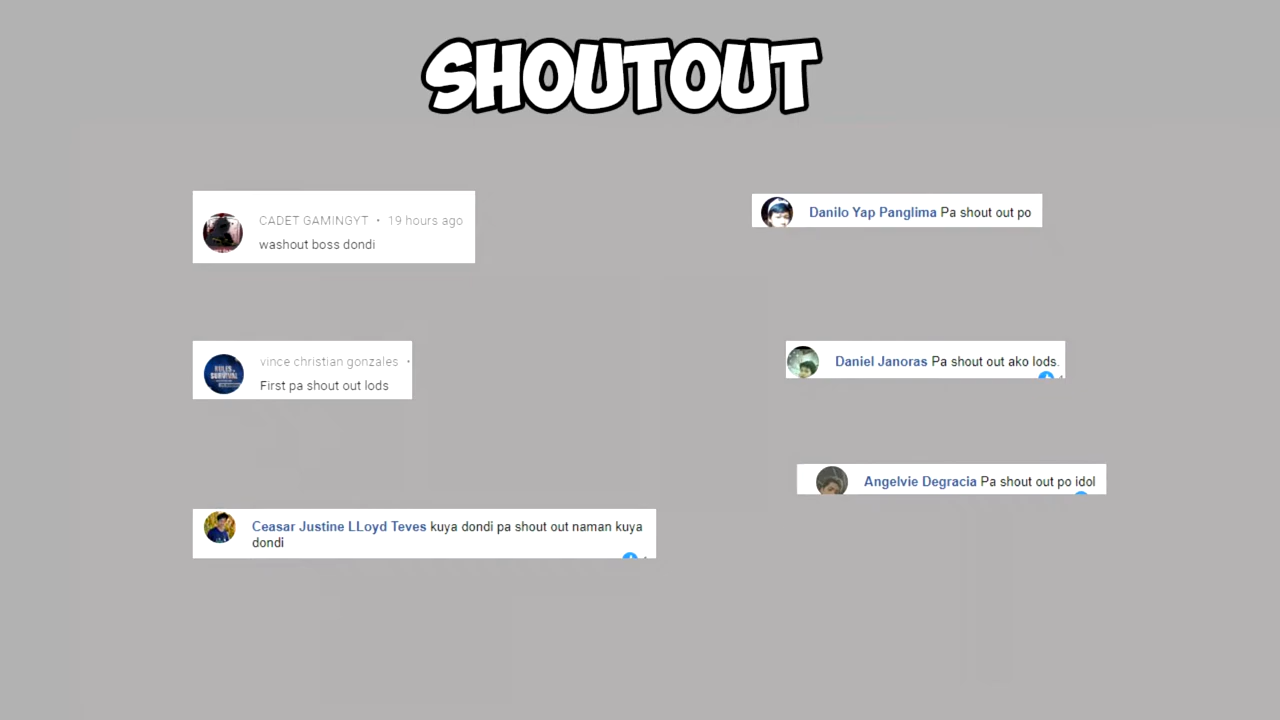 SHOUTOUT
CADET GAMINGYT • 19 hours ago
washout boss dondi
vince christian gonzales •
First pa shout out lods
Ceasar Justine LLoyd Teves kuya dondi pa shout out naman kuya
dondi
Danilo Yap Panglima Pa shout out po
Daniel Janoras Pa shout out ako lods.
Angelvie Degracia Pa shout out po idol